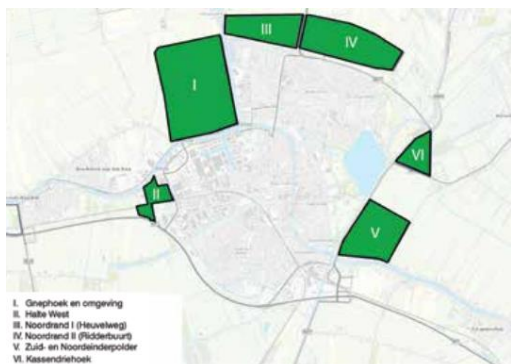 III
IV
I
VI
II
V
I. Gnephoek en omgeving
II. Halte West
III. Noordrand I (Heuvelweg)
IV. Noordrand II (Ridderbuurt)
V. Zuid- en Noordeinderpolder
VI. Kassendriehoek